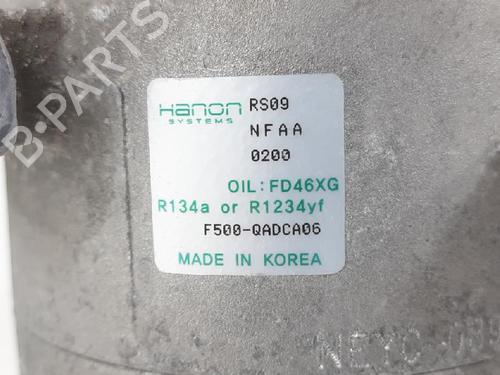 B-PARTS
Hanon RS09
SYSTEMS
NFAA
0200
OIL:FD46XG
R134a or R1234yf
F500-QADCA06
MADE IN KOREA